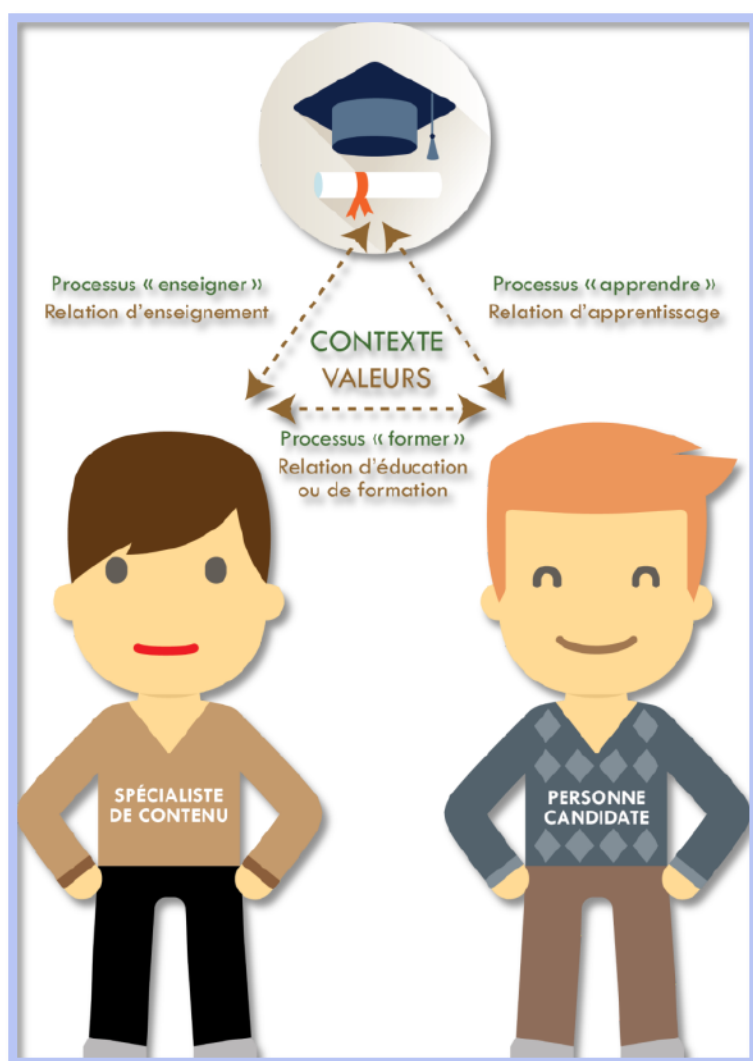 Processus « enseigner »
Relation d'enseignement
Processus « apprendre »
Relation d'apprentissage
CONTEXTE
VALEURS
Processus « former »
Relation d'éducation
ou de formation
SPÉCIALISTE
DE CONTENU
PERSONNE
CANDIDATE